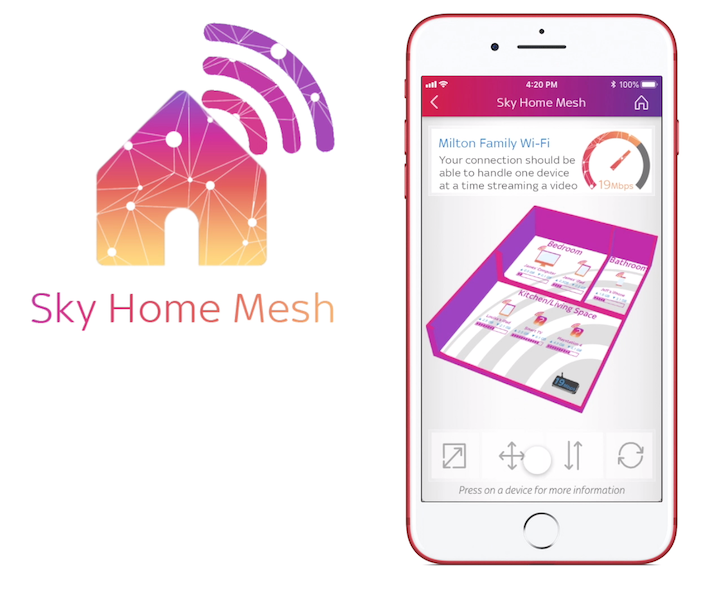 Sky Home Mesh
4:20 PM
100%
Sky Home Mesh
Milton Family Wi-Fi
Your connection should be
able to handle one device
at a time streaming a video
19Mbps
Bedroom
Bathroom
Kitchen/Living Space
Press on a device for more information